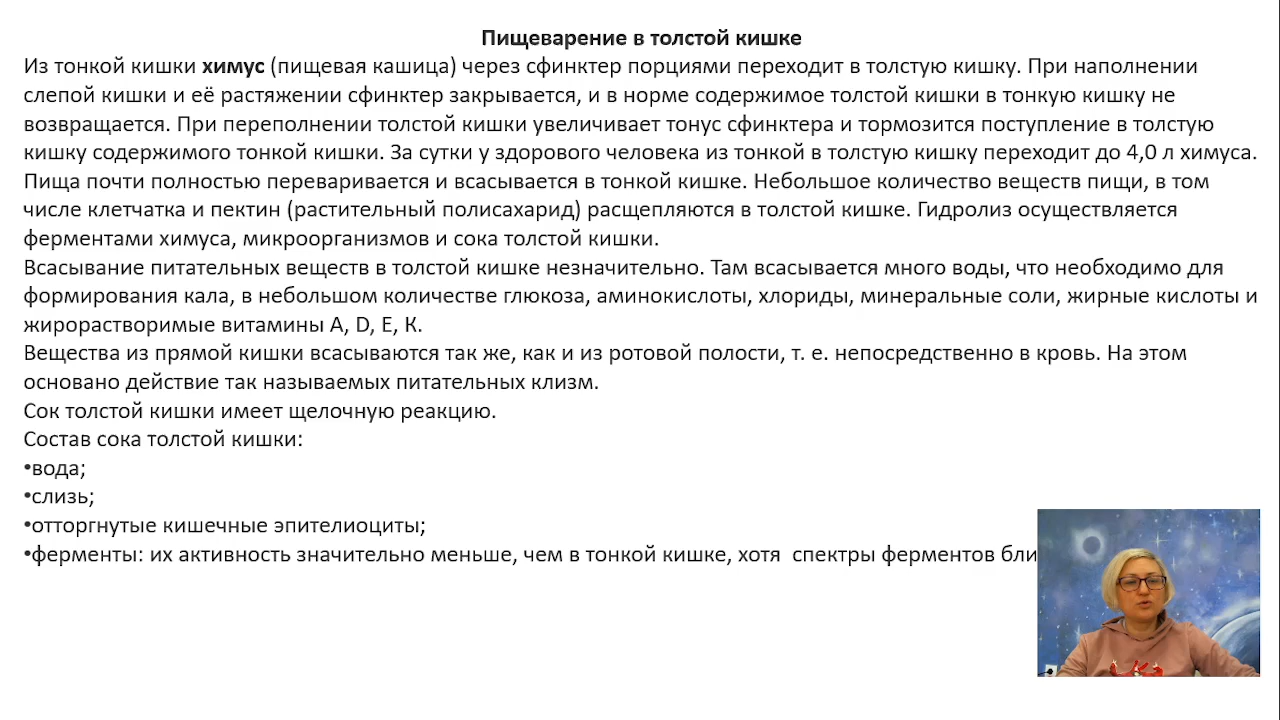 Пищеварение в толстой кишке
Из тонкой кишки химус (пищевая кашица) через сфинктер порциями переходит в толстую кишку. При наполнении
слепой кишки и её растяжении сфинктер закрывается, и в норме содержимое толстой кишки в тонкую кишку не
возвращается. При переполнении толстой кишки увеличивает тонус сфинктера и тормозится поступление в толстую
кишку содержимого тонкой кишки. За сутки у здорового человека из тонкой в толстую кишку переходит до 4,0 л химуса.
Пища почти полностью переваривается и всасывается в тонкой кишке. Небольшое количество веществ пищи, в том
числе клетчатка и пектин (растительный полисахарид) расщепляются в толстой кишке. Гидролиз осуществляется
ферментами химуса, микроорганизмов и сока толстой кишки.
Всасывание питательных веществ в толстой кишке незначительно. Там всасывается много воды, что необходимо для
формирования кала, в небольшом количестве глюкоза, аминокислоты, хлориды, минеральные соли, жирные кислоты и
жирорастворимые витамины A, D, E, K.
Вещества из прямой кишки всасываются так же, как и из ротовой полости, т. е. непосредственно в кровь. На этом
основано действие так называемых питательных клизм.
Сок толстой кишки имеет щелочную реакцию.
Состав сока толстой кишки:
•вода;
•слизь;
•отторгнутые кишечные эпителиоциты;
•ферменты: их активность значительно меньше, чем в тонкой кишке, хотя  спектры ферментов